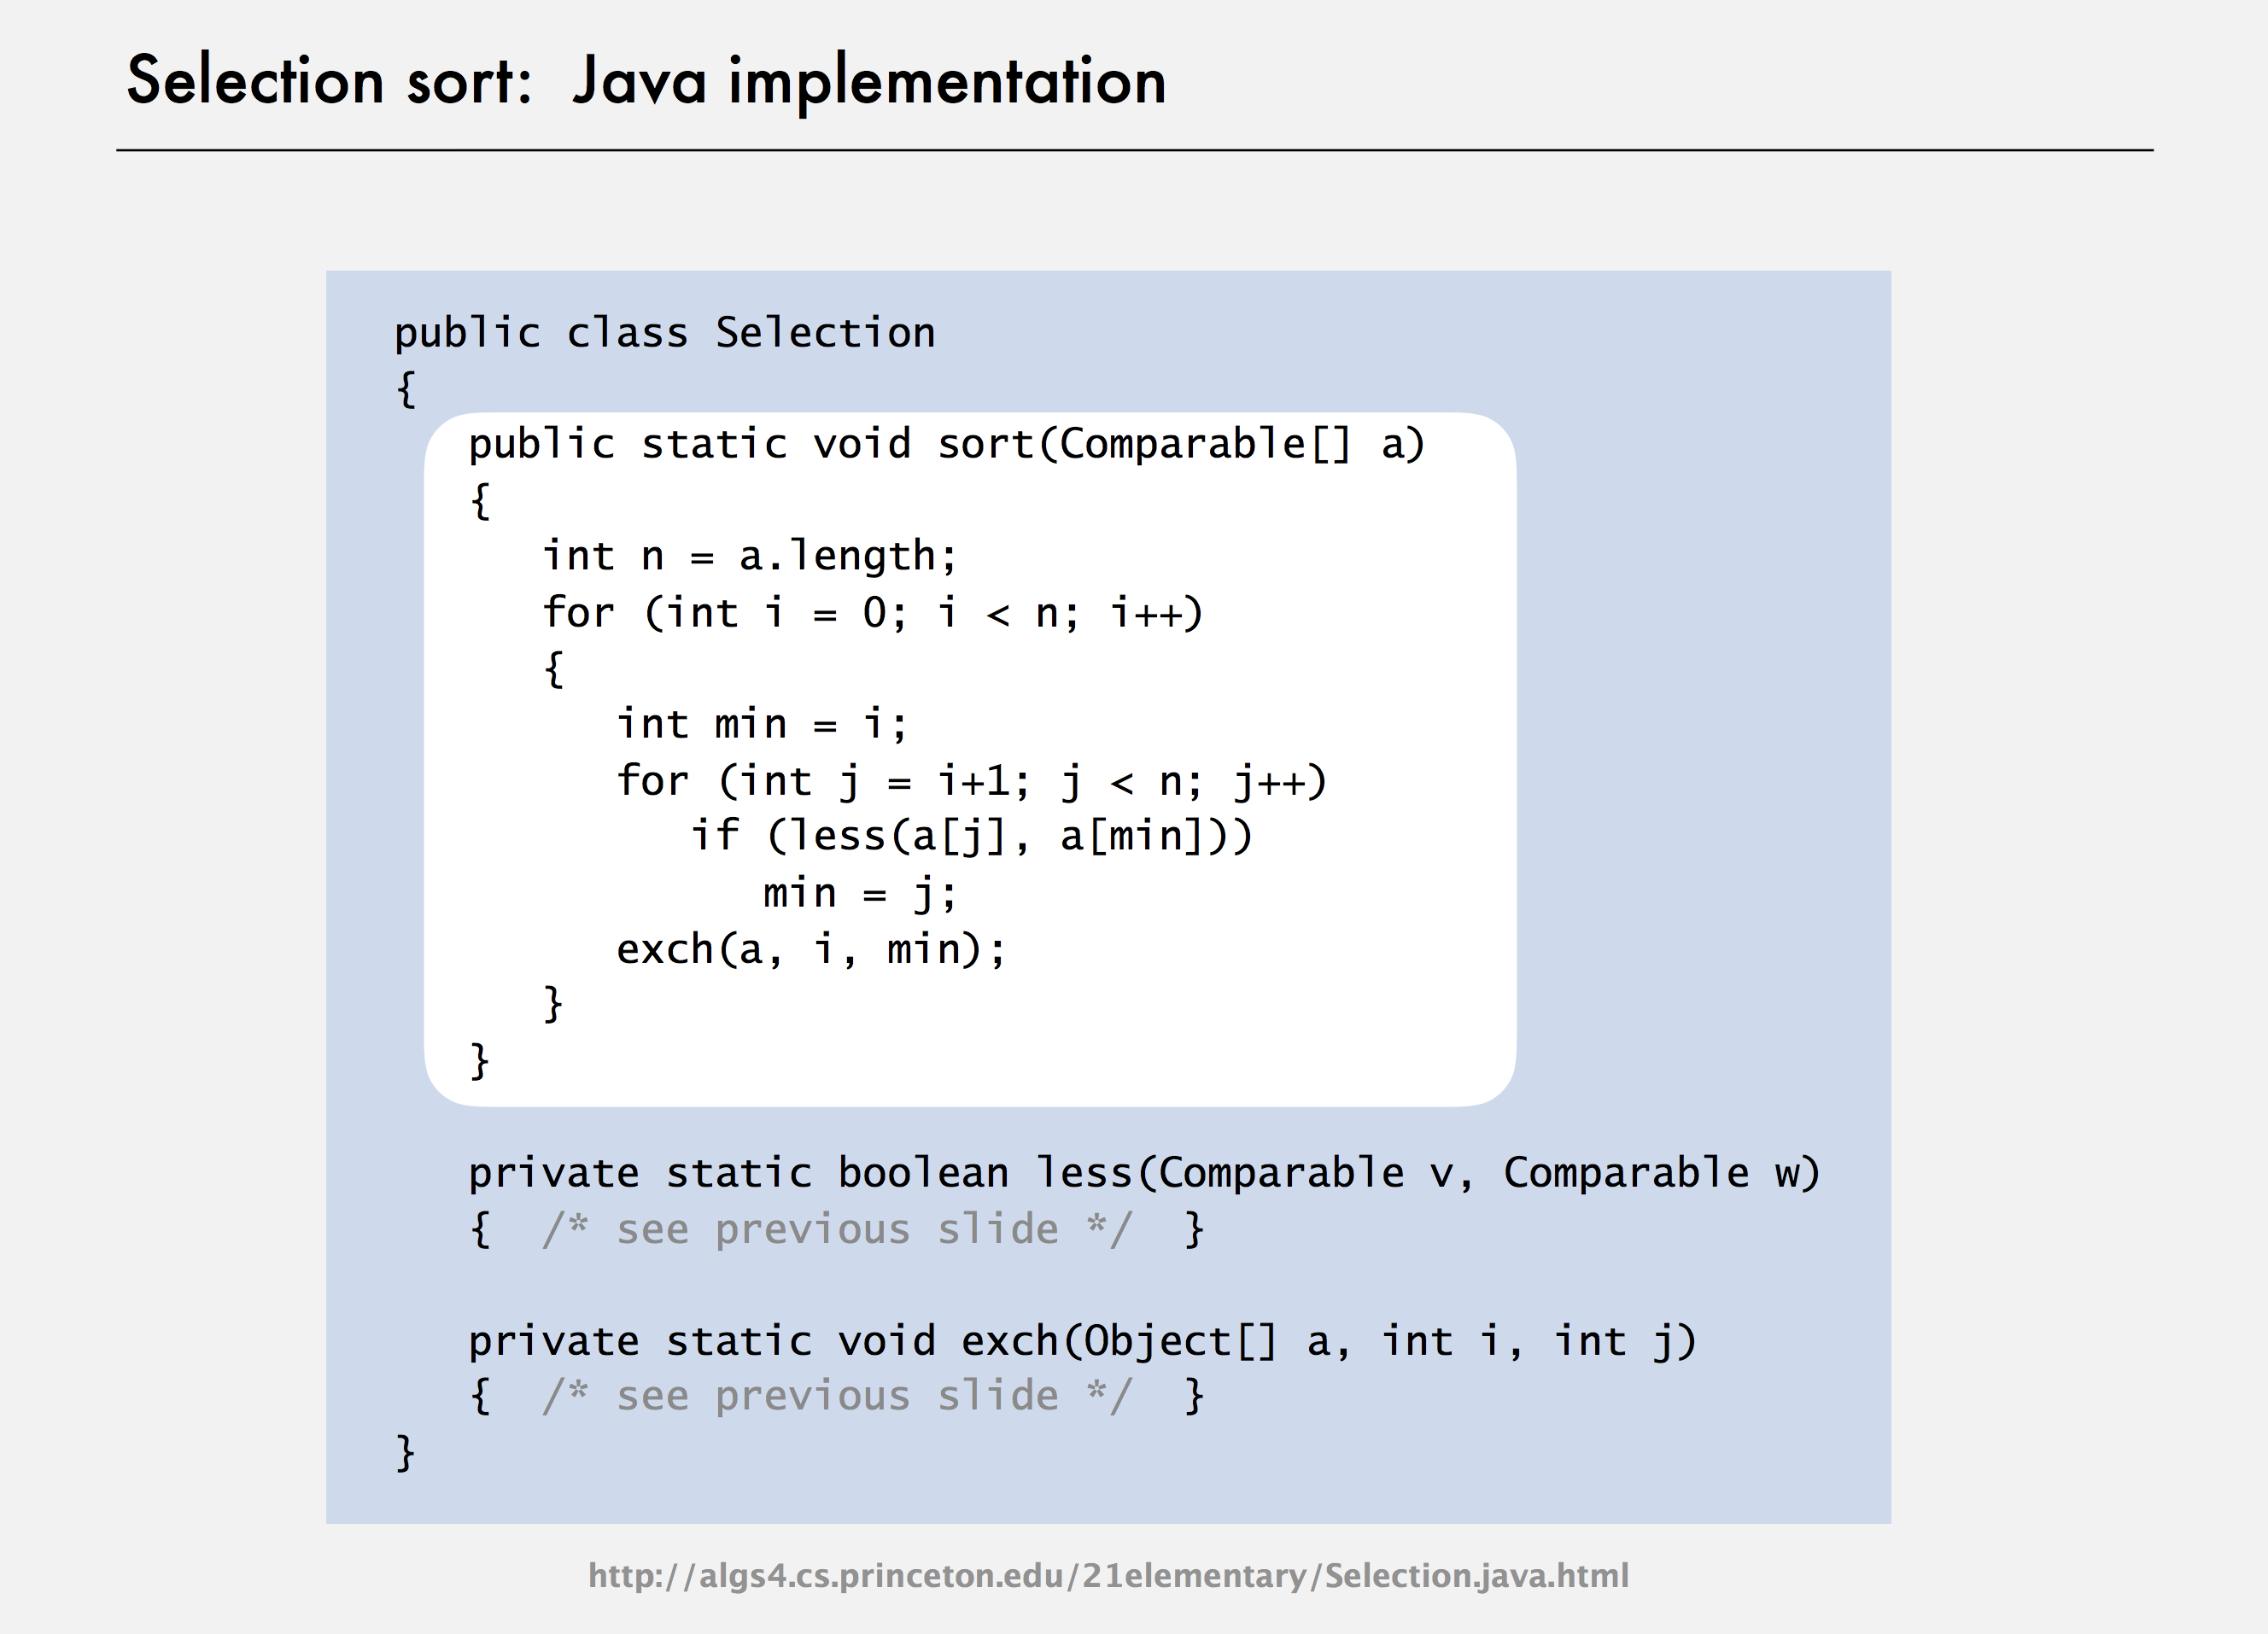 Selection sort:  Java implementation
public class Selection
{
   public static void sort(Comparable[] a)
   {
      int n = a.length;
      for (int i = 0; i < n; i++)
      {
         int min = i;
         for (int j = i+1; j < n; j++)
            if (less(a[j], a[min]))
               min = j;
         exch(a, i, min);
      }
   }
   private static boolean less(Comparable v, Comparable w)
   {  /* see previous slide */  }
   private static void exch(Object[] a, int i, int j)
   {  /* see previous slide */  }
}
http://algs4.cs.princeton.edu/21elementary/Selection.java.html